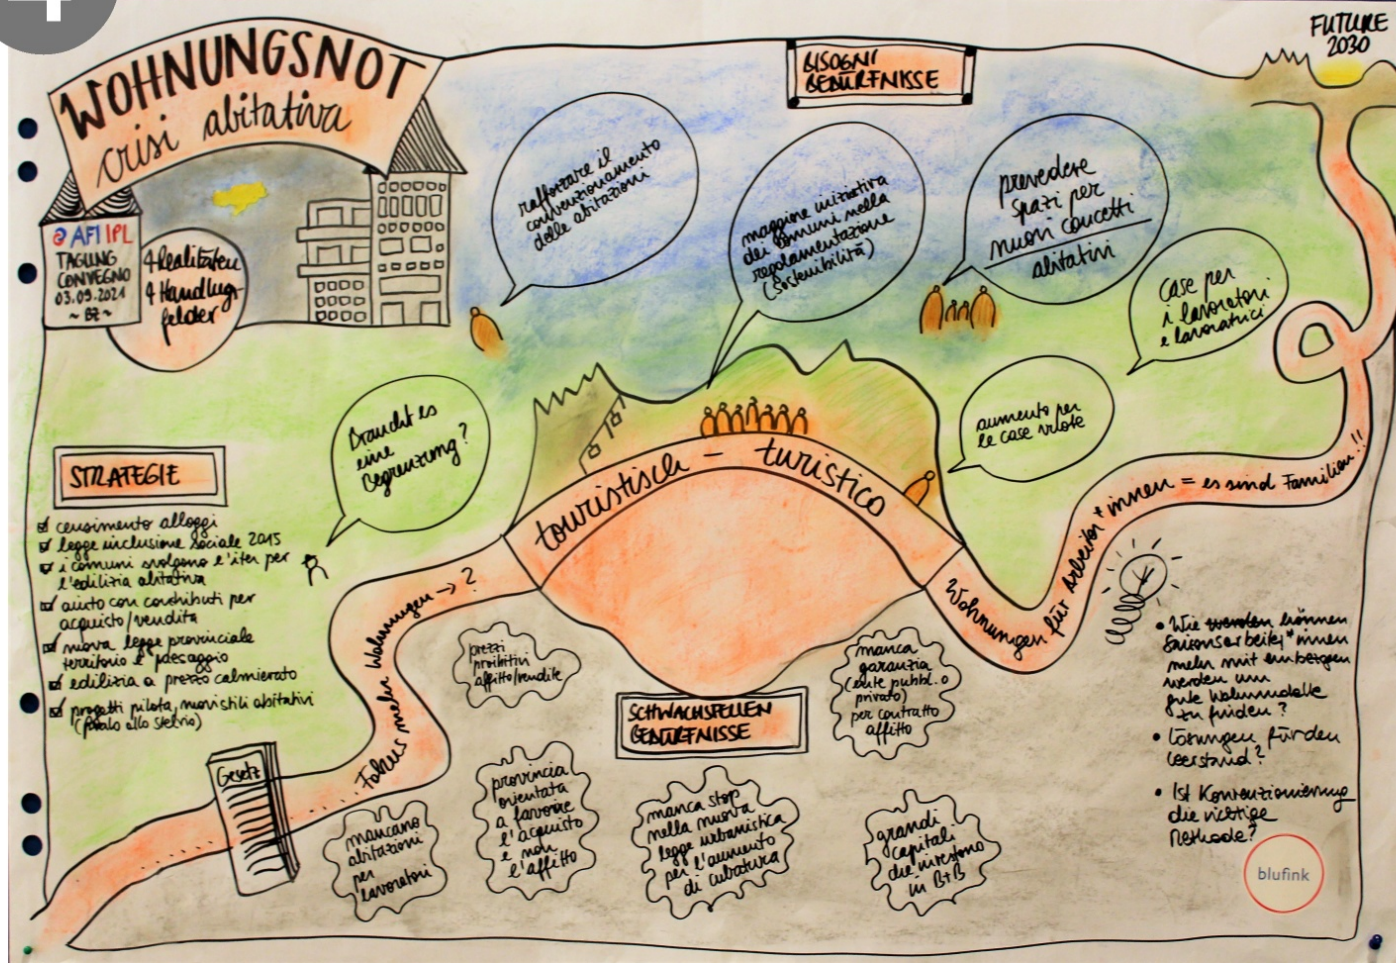 WOHNUNGSNOT
crisi abitativa
AFI IPL
TAGUNG
CONVEGNO
03.09.2021
~ BZ ~
4 Realitäten
4 Handlugs-
felder
BISOGNI
BEDÜRFNISSE
FUTURE
2030
rafforzare il
convenzionamento
delle abitazioni
maggiore iniziativa
dei comuni nella
regolamentazione
(sostenibilità)
prevedere
spazi per
nuovi concetti
abitativi
Case per
i lavoratori
e lavoratrici
aumento per
le case vuote
Braucht es
eine
Begrenzung?
STRATEGIE
censimento alloggi
legge inclusione sociale 2015
i comuni svolgono l'iter per
l'edilizia abitativa
aiuto con contributi per
acquisto/vendita
nuova legge provinciale
territorio e paesaggio
edilizia a prezzo calmierato
progetti pilota, nuovi stili abitativi
allo Stelvio)
touristisch - turistico
Fokus mehr Wohnungen → ?
Wohnungen für Arbeiter*innen = es sind Familien!!
Gesetz
prezzi
proibitivi
affitto/vendite
manca
garanzia
(ente pubbl. o
privato)
per contratto
affitto
SCHWACHSTELLEN
BEDÜRFNISSE
mancano
abitazioni
per
lavoratori
provincia
orientata
a favorire
l'acquisto
e non
l'affitto
manca stop
nella nuova
legge urbanistica
per l'aumento
di cubatura
grandi
capitali
che investono
in B+B
• Wie werden können
Saisonsarbeiter*innen
mehr mit einbezogen
werden um
gute Wohnmodelle
zu finden?
• Lösungen für den
Leerstand?
• Ist Konvenzionierung
die richtige
Methode?
blufink